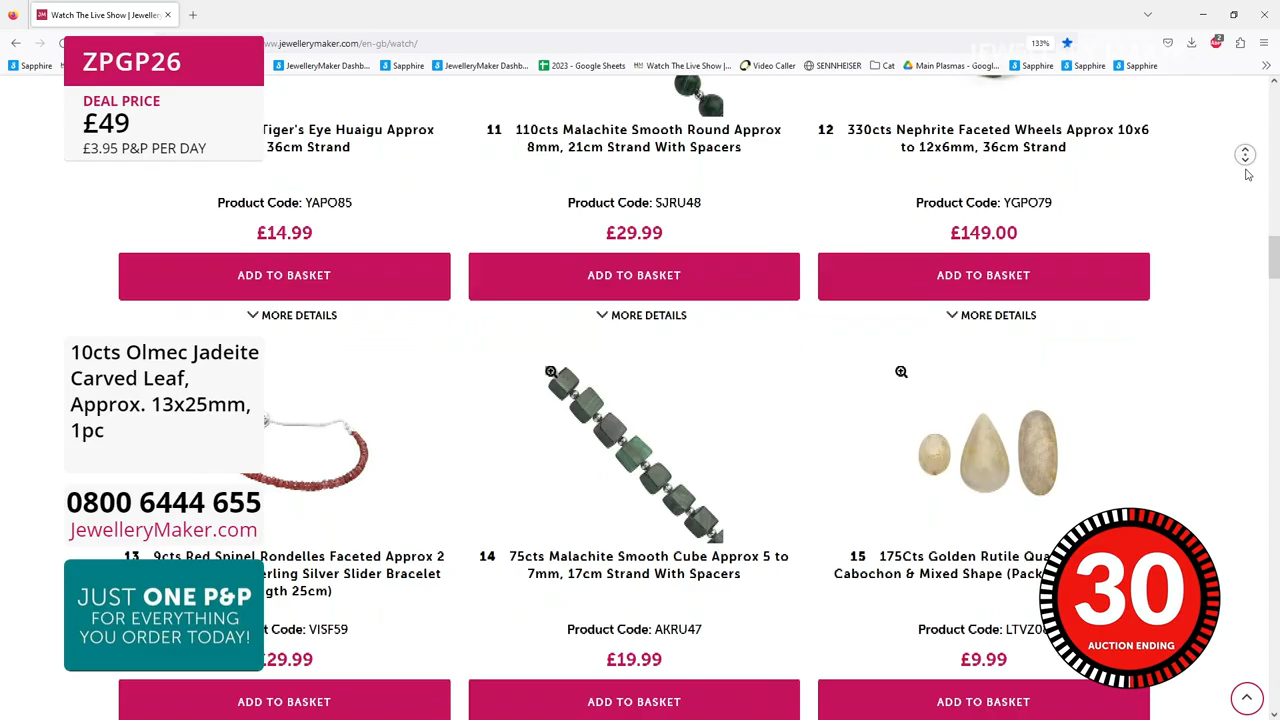 Watch The Live Show | Jeweller
ww.jewellerymaker.com/en-gb/watch/
133%
2
Sapphire
JewelleryMaker Dashb...
Sapphire
JewelleryMaker Dashb...
2023 - Google Sheets
Watch The Live Show |...
Video Caller
SENNHEISER
Cat
Main Plasmas - Googl...
Sapphire
Sapphire
Sapphire
ZPGP26
DEAL PRICE
£49
£3.95 P&P PER DAY
Tiger's Eye Huaigu Approx
36cm Strand
11 110cts Malachite Smooth Round Approx
8mm, 21cm Strand With Spacers
12 330cts Nephrite Faceted Wheels Approx 10x6
to 12x6mm, 36cm Strand
Product Code: YAPO85
Product Code: SJRU48
Product Code: YGPO79
£14.99
£29.99
£149.00
ADD TO BASKET
ADD TO BASKET
ADD TO BASKET
MORE DETAILS
MORE DETAILS
MORE DETAILS
10cts Olmec Jadeite
Carved Leaf,
Approx. 13x25mm,
1pc
0800 6444 655
JewelleryMaker.com
JUST ONE P&P
FOR EVERYTHING
YOU ORDER TODAY!
13 9cts Red Spinel Rondelles Faceted Approx 2
erling Silver Slider Bracelet
gth 25cm)
14 75cts Malachite Smooth Cube Approx 5 to
7mm, 17cm Strand With Spacers
15 175Cts Golden Rutile Qua
Cabochon & Mixed Shape (Pack
t Code: VISF59
Product Code: AKRU47
Product Code: LTVZ0
£29.99
£19.99
£9.99
ADD TO BASKET
ADD TO BASKET
ADD TO BASKET
30
AUCTION ENDING